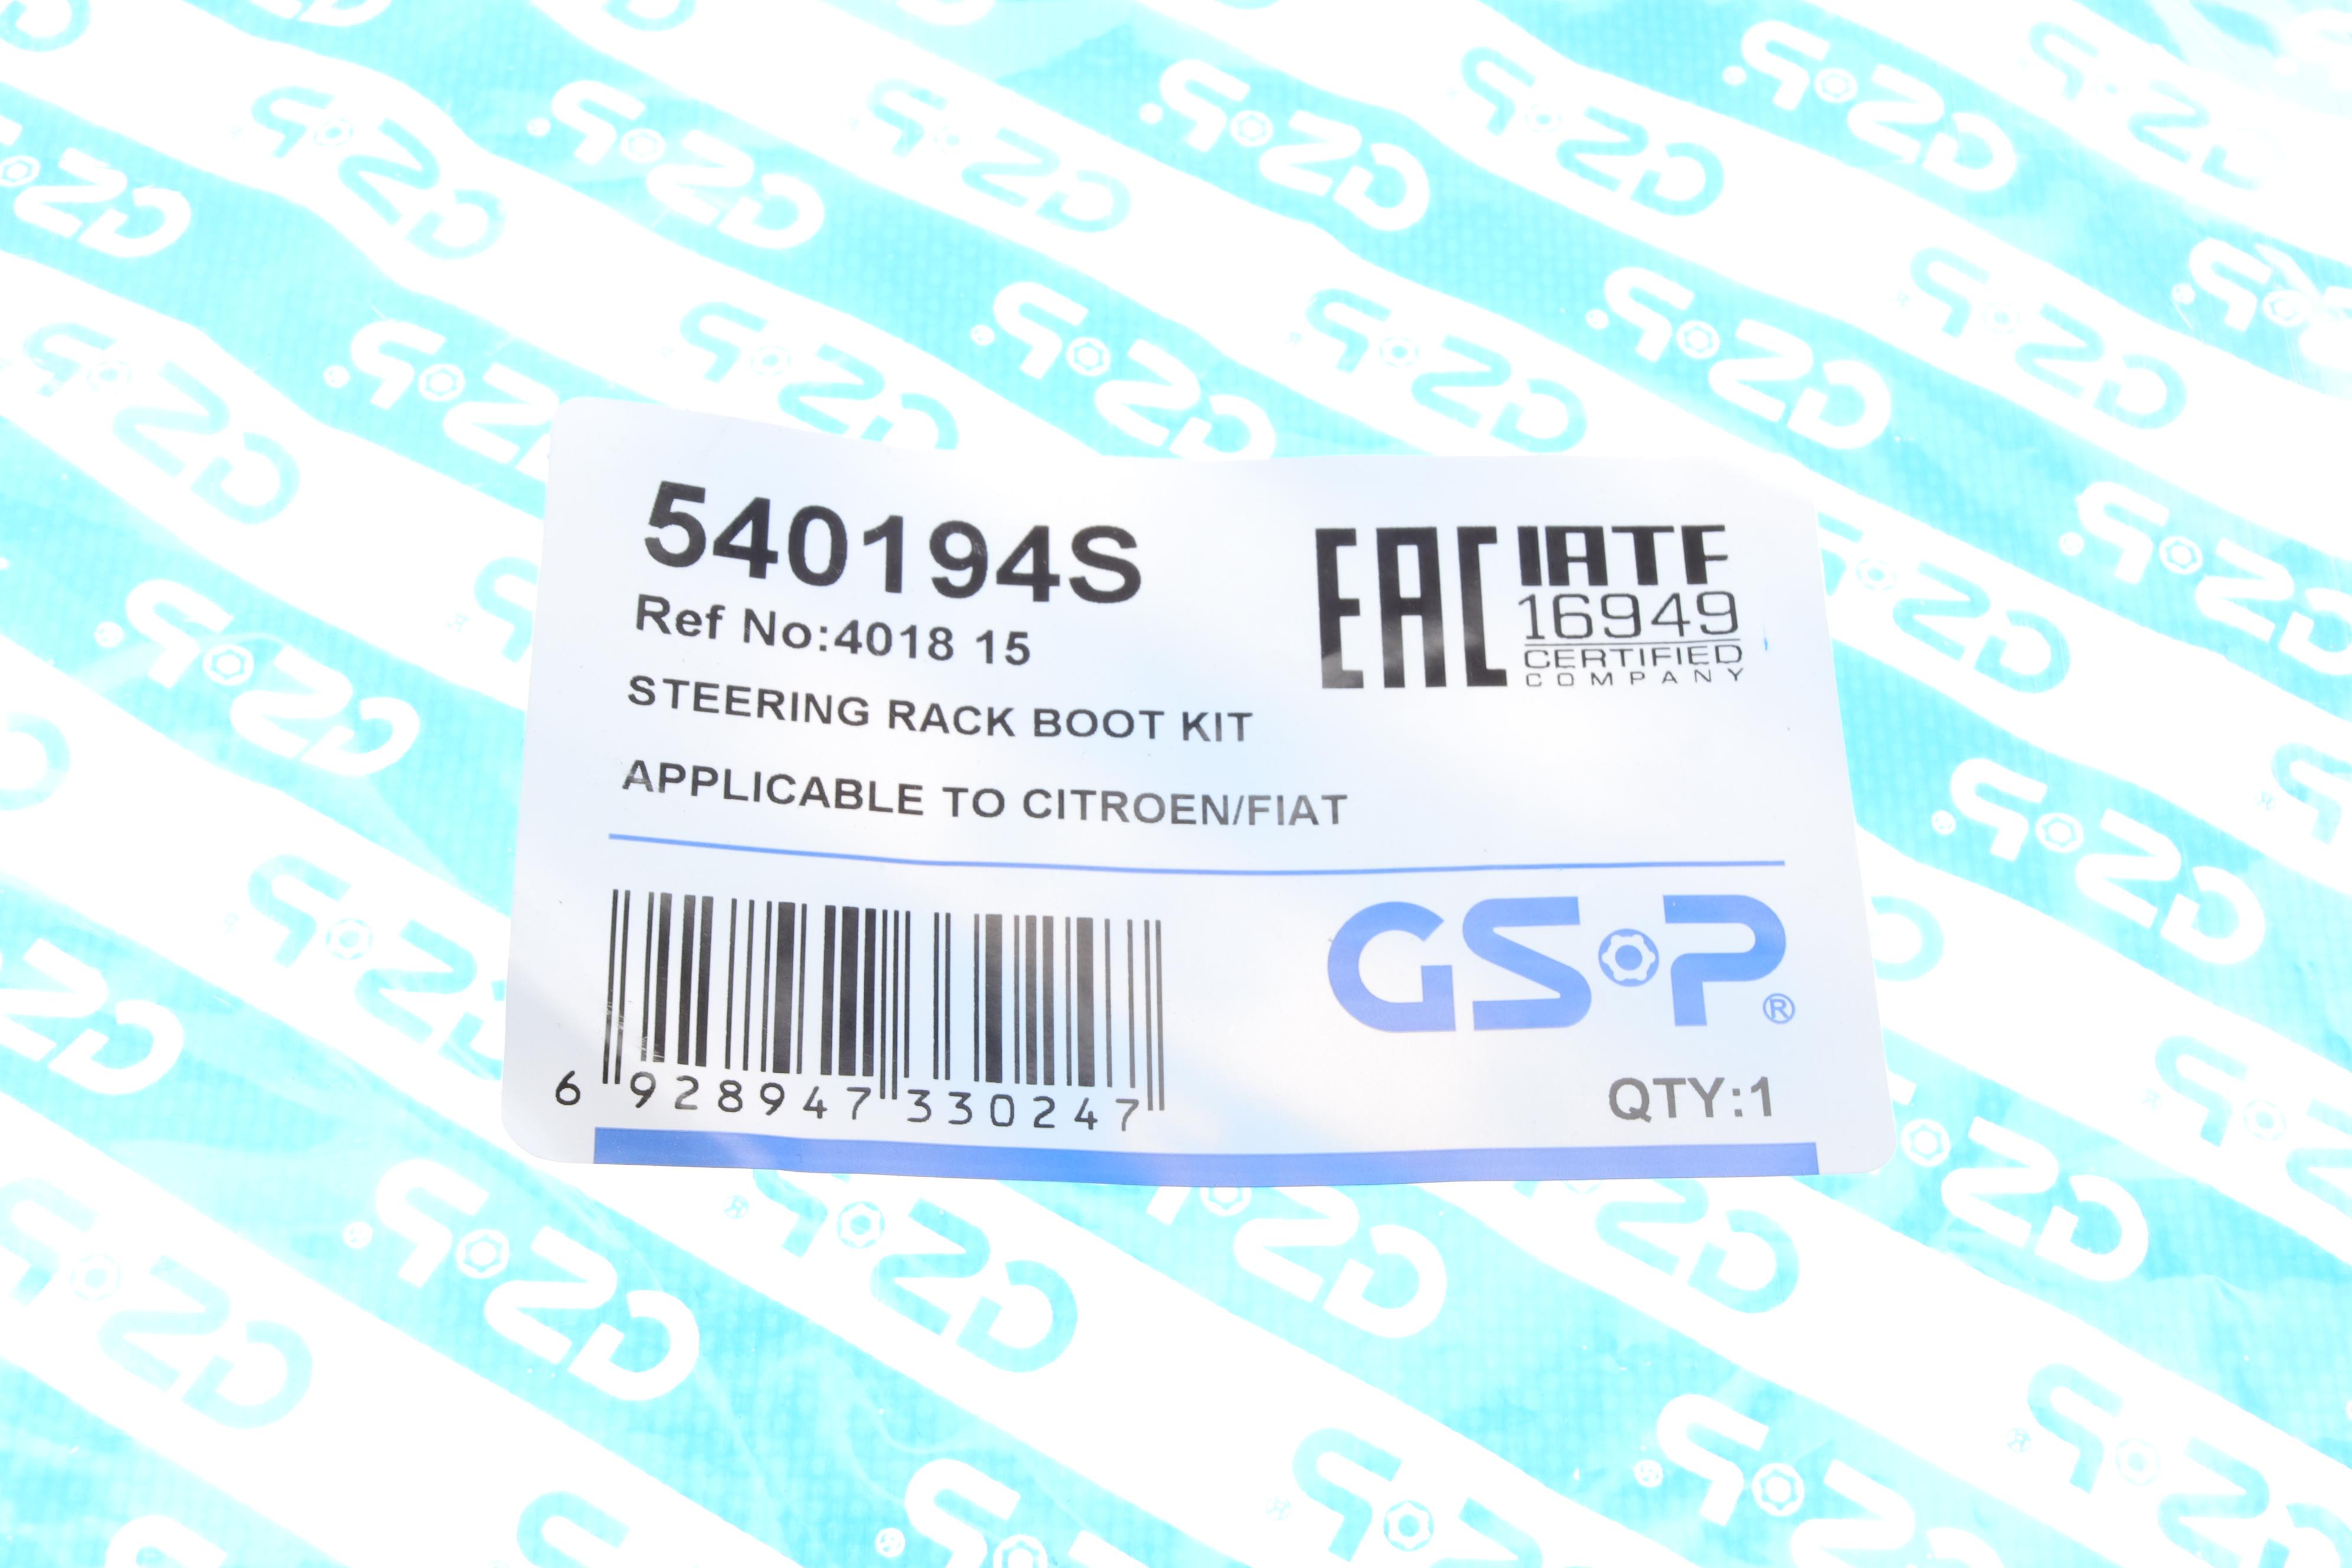 540194S
Ref No:4018 15
STEERING RACK BOOT KIT
APPLICABLE TO CITROEN/FIAT
EAC
IATF
16949
CERTIFIED
COMPANY
GSP®
6 928947 330247
QTY:1